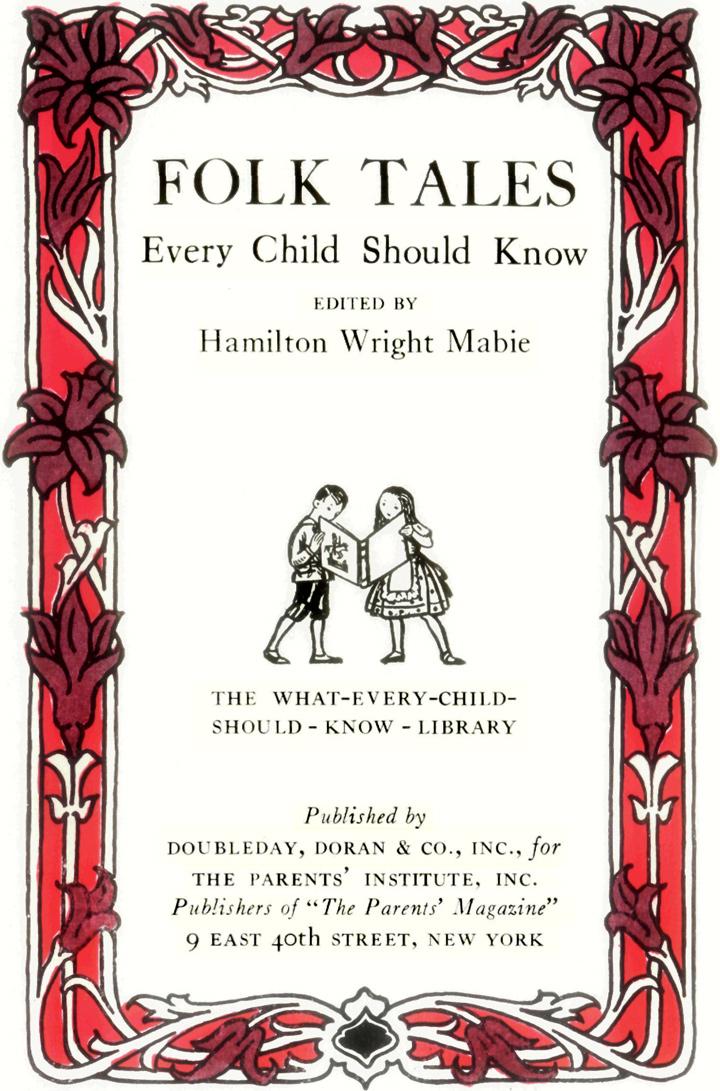 FOLK TALES
Every Child Should Know
EDITED BY
Hamilton Wright Mabie
THE WHAT-EVERY-CHILD-
SHOULD-KNOW-LIBRARY
Published by
DOUBLEDAY, DORAN & CO., INC., for
THE PARENTS' INSTITUTE, INC.
Publishers of "The Parents' Magazine"
9 EAST 40th STREET, NEW YORK